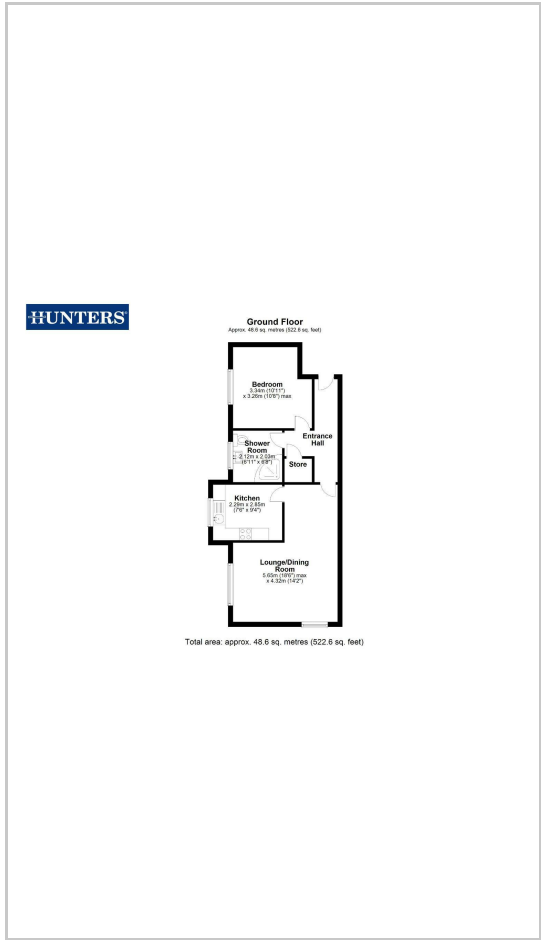 HUNTERS®
Ground Floor
Approx. 48.6 sq. metres (522.6 sq. feet)
Bedroom
3.34m (10'11")
x 3.26m (10'8") max
Entrance
Hall
Shower
Room
2.12m x 2.03m
(6'11" x 6'8")
Store
Kitchen
2.29m x 2.85m
(7'6" x 9'4")
Lounge/Dining
Room
5.65m (18'6") max
x 4.32m (14'2")
Total area: approx. 48.6 sq. metres (522.6 sq. feet)